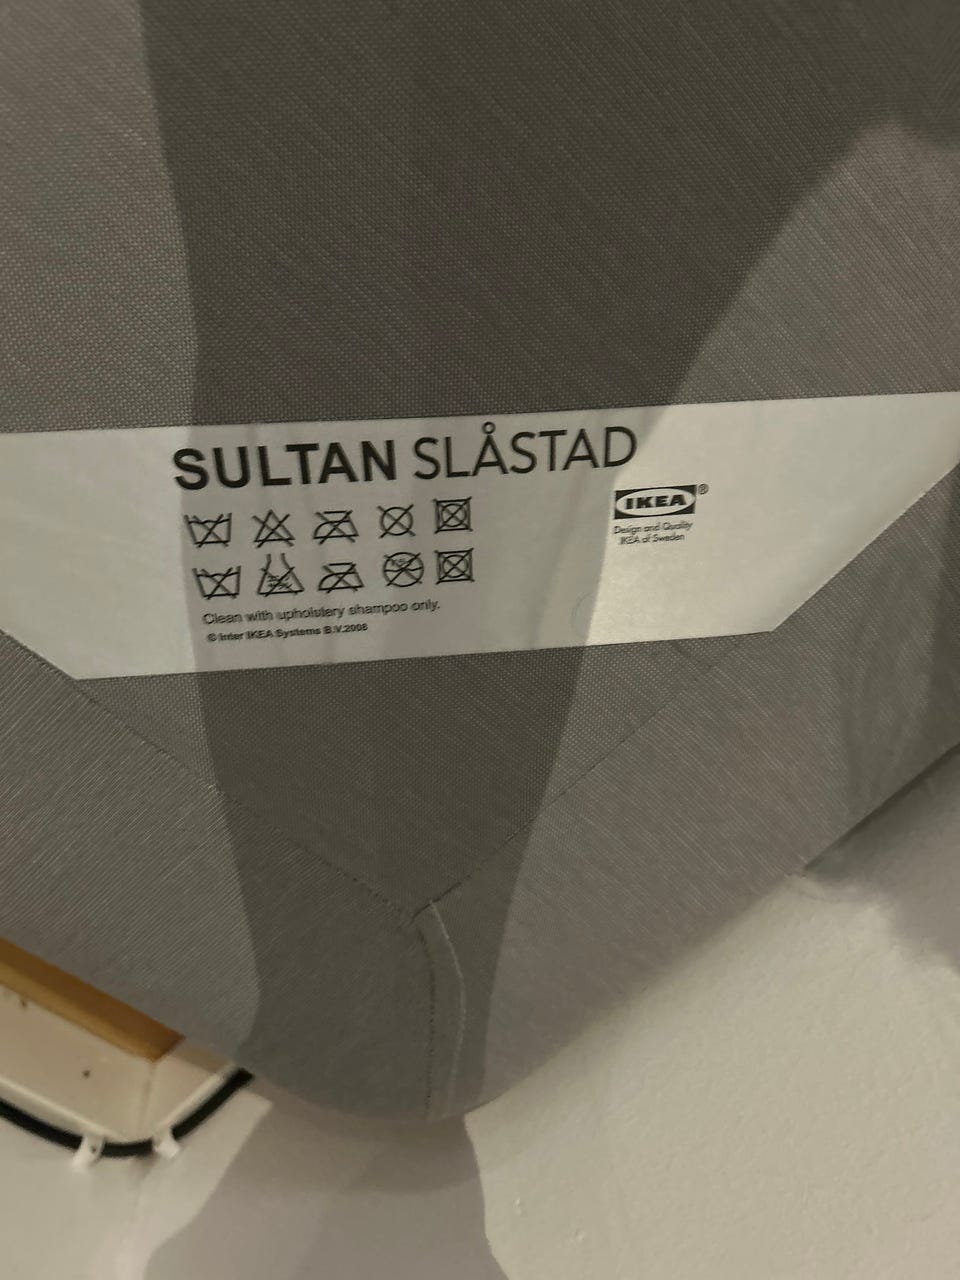 SULTAN SLÅSTAD
IKEA®
Design and Quality
IKEA of Sweden
Clean with upholstery shampoo only.
© Inter IKEA Systems B.V.2008